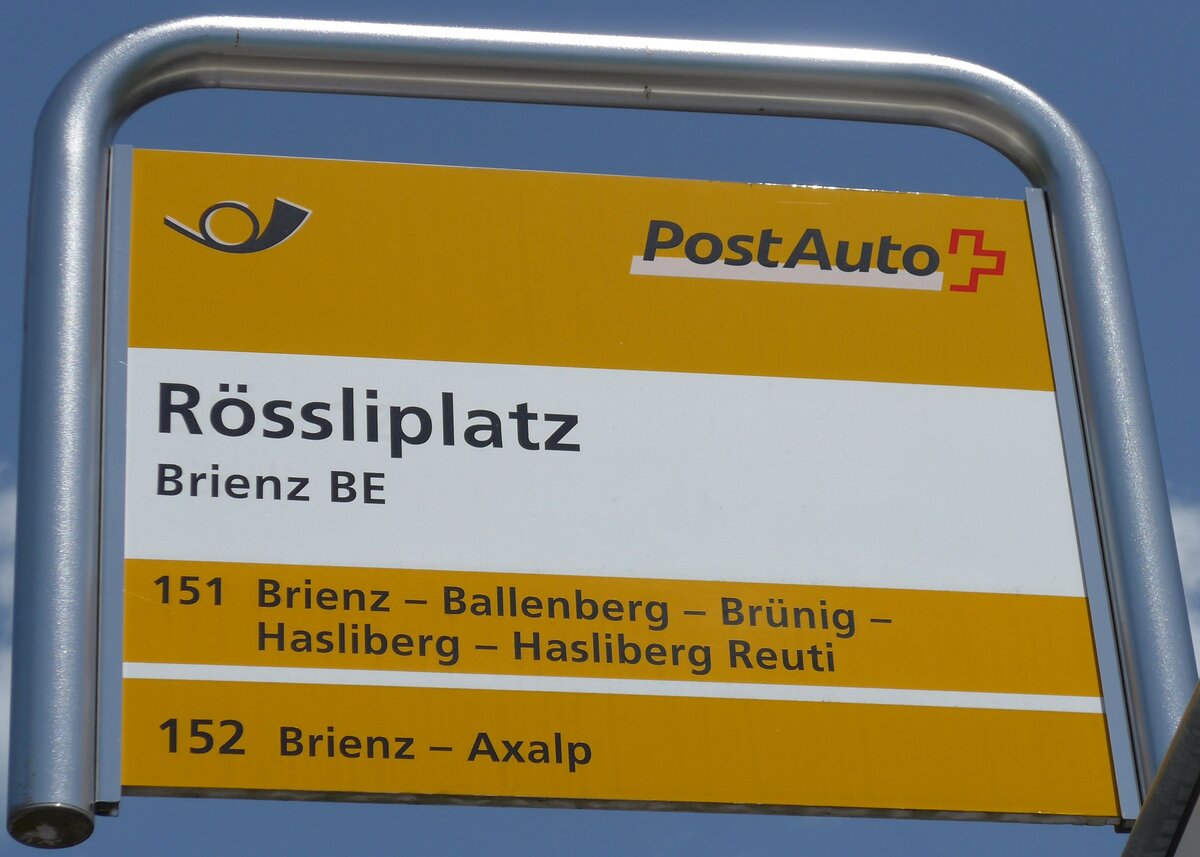 PostAuto
Rössliplatz
Brienz BE
151 Brienz – Ballenberg – Brünig –
Hasliberg – Hasliberg Reuti
152 Brienz – Axalp